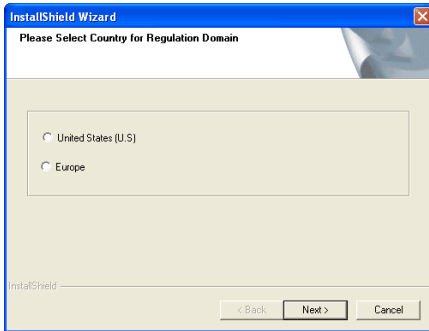 InstallShield Wizard
Please Select Country for Regulation Domain
United States (U.S)
Europe
InstallShield
< Back
Next >
Cancel